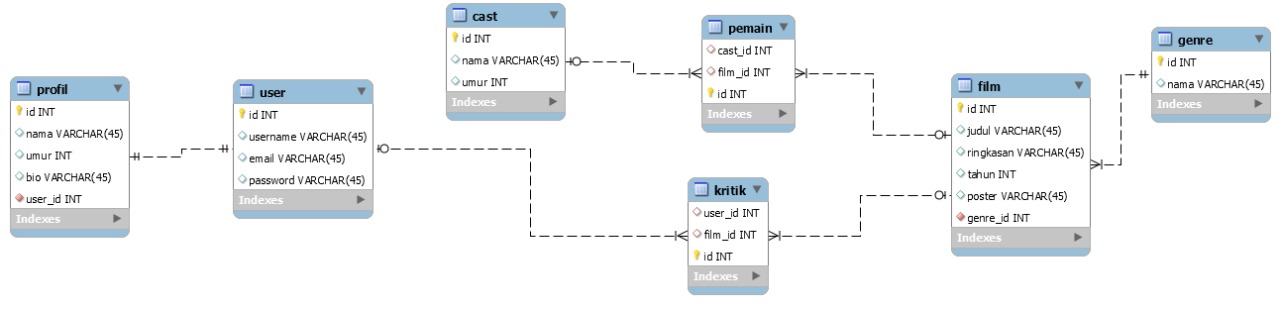 profil
id INT
nama VARCHAR(45)
umur INT
bio VARCHAR(45)
user_id INT
Indexes
user
id INT
username VARCHAR(45)
email VARCHAR(45)
password VARCHAR(45)
Indexes
cast
id INT
nama VARCHAR(45)
umur INT
Indexes
pemain
cast_id INT
film_id INT
id INT
Indexes
kritik
user_id INT
film_id INT
id INT
Indexes
film
id INT
judul VARCHAR(45)
ringkasan VARCHAR(45)
tahun INT
poster VARCHAR(45)
genre_id INT
Indexes
genre
id INT
nama VARCHAR(45)
Indexes